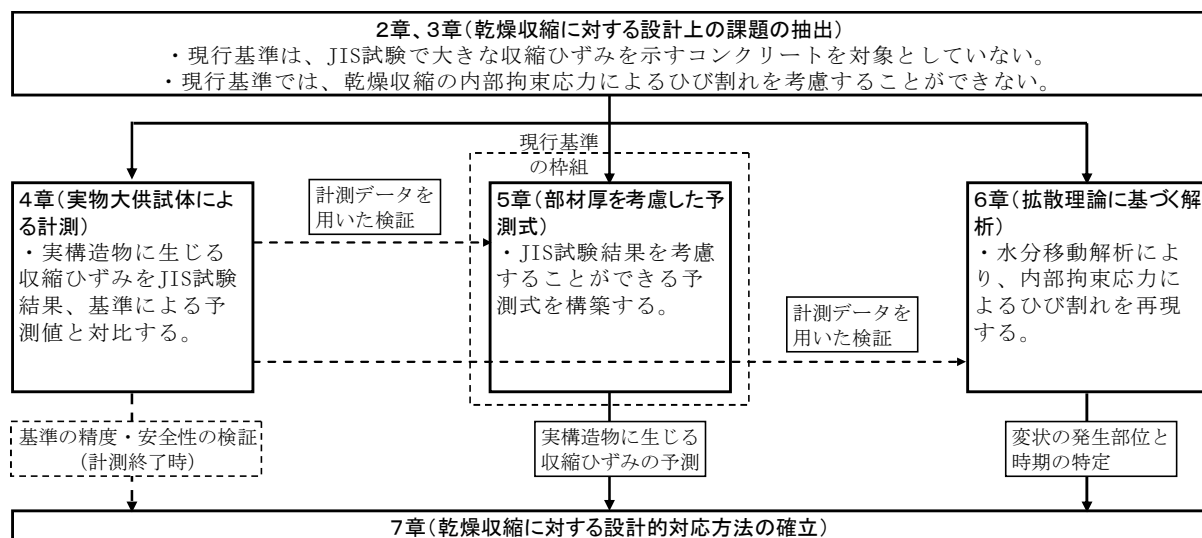 2章、3章(乾燥収縮に対する設計上の課題の抽出)
・現行基準は、JIS試験で大きな収縮ひずみを示すコンクリートを対象としていない。
・現行基準では、乾燥収縮の内部拘束応力によるひび割れを考慮することができない。
現行基準
の枠組
4章(実物大供試体によ
る計測)
・実構造物に生じる
収縮ひずみをJIS試験
結果、基準による予
測値と対比する。
計測データを
用いた検証
5章(部材厚を考慮した予
測式)
・JIS試験結果を考慮
することができる予
測式を構築する。
計測データを
用いた検証
6章(拡散理論に基づく解
析)
・水分移動解析によ
り、内部拘束応力に
よるひび割れを再現
する。
基準の精度・安全性の検証
(計測終了時)
実構造物に生じる
収縮ひずみの予測
変状の発生部位と
時期の特定
7章(乾燥収縮に対する設計的対応方法の確立)